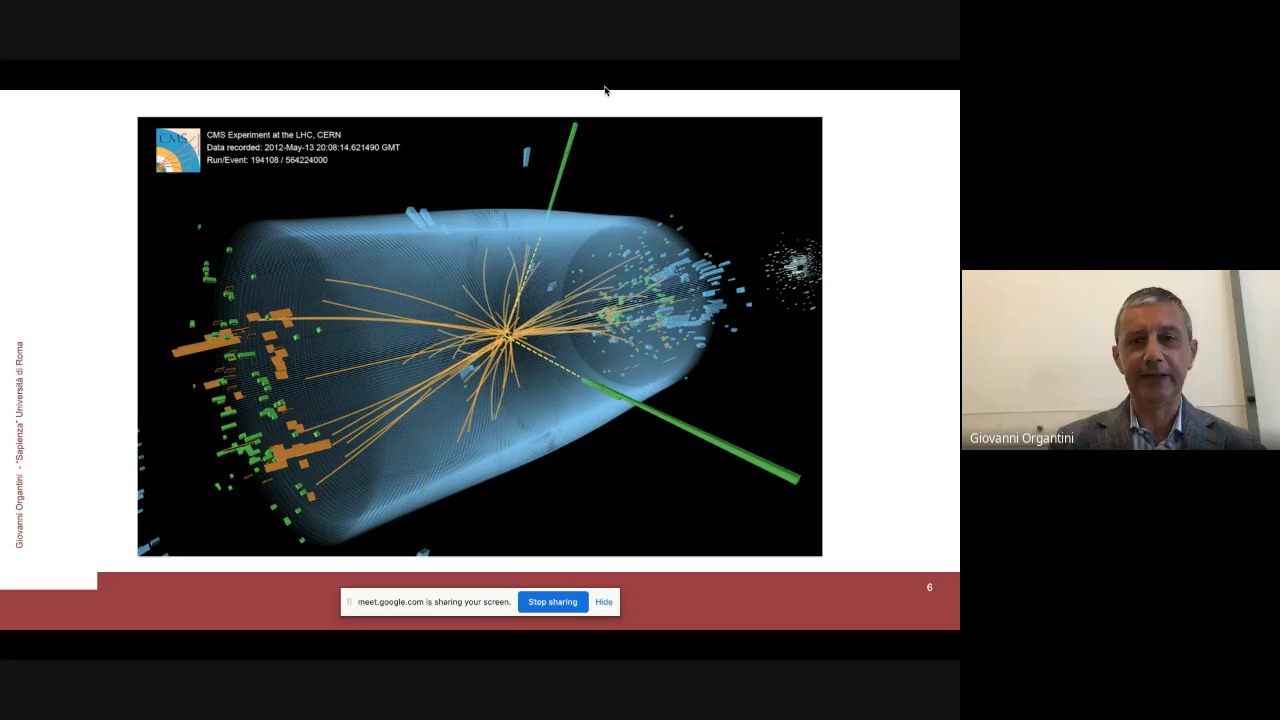 CMS
CMS Experiment at the LHC, CERN
Data recorded: 2012-May-13 20:08:14.621490 GMT
Run/Event: 194108 / 564224000
Giovanni Organtini - "Sapienza" Università di Roma
Giovanni Organtini
6
meet.google.com is sharing your screen.
Stop sharing
Hide